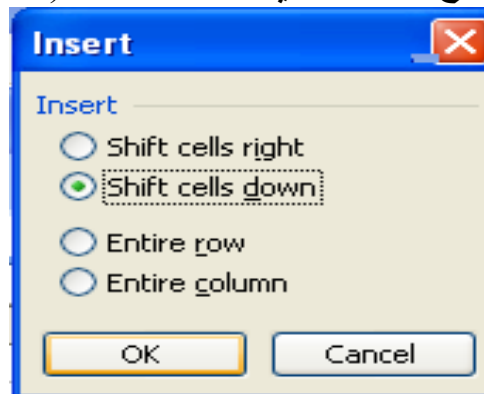 Insert
Insert
Shift cells right
Shift cells down
Entire row
Entire column
OK
Cancel